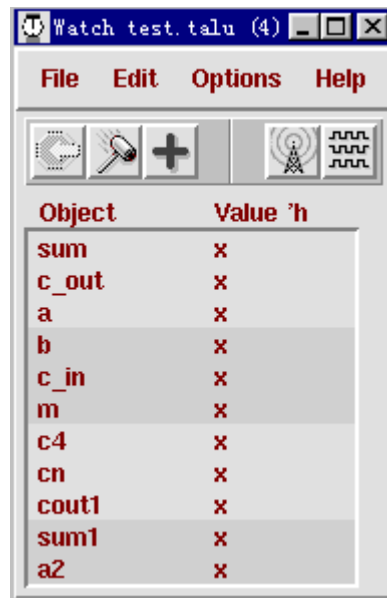 Watch test.talu (4)
File Edit Options Help
Object Value 'h
sum x
c_out x
a x
b x
c_in x
m x
c4 x
cn x
cout1 x
sum1 x
a2 x